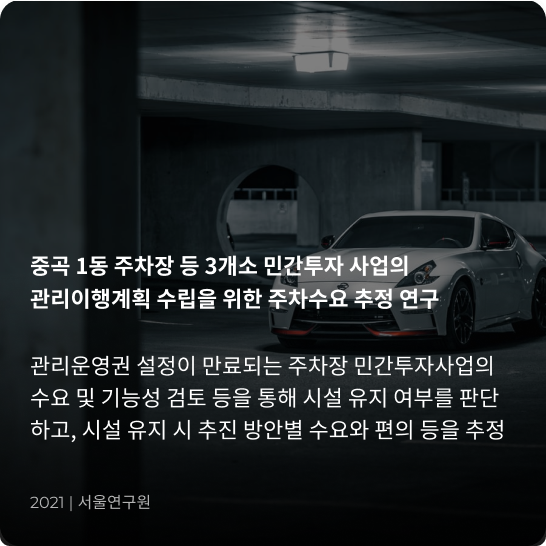 중곡 1동 주차장 등 3개소 민간투자 사업의
관리이행계획 수립을 위한 주차수요 추정 연구
관리운영권 설정이 만료되는 주차장 민간투자사업의
수요 및 기능성 검토 등을 통해 시설 유지 여부를 판단
하고, 시설 유지 시 추진 방안별 수요와 편의 등을 추정
2021 | 서울연구원